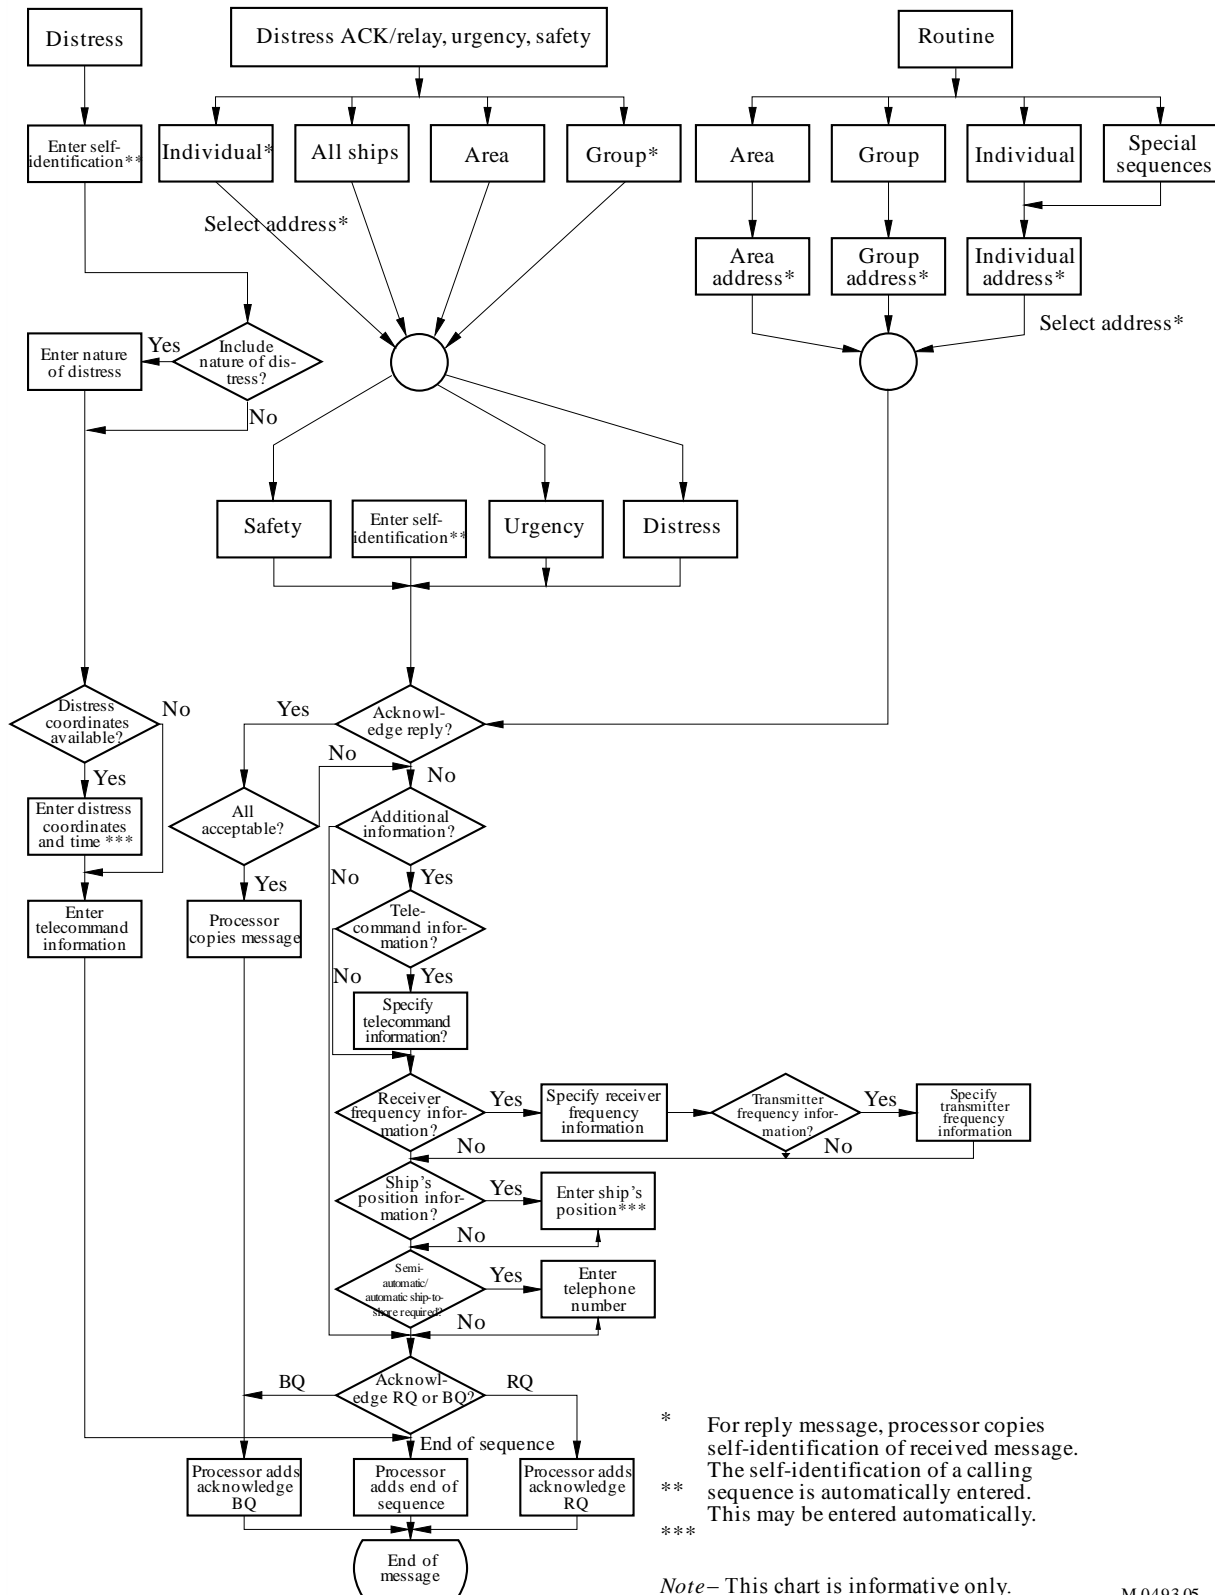 Distress
Distress ACK/relay, urgency, safety
Routine
Enter self-
identification**
Individual*
All ships
Area
Group*
Area
Group
Individual
Special
sequences
Select address*
Area
address*
Group
address*
Individual
address*
Select address*
Enter nature
of distress
Yes
Include
nature of dis-
tress?
No
Safety
Enter self-
identification**
Urgency
Distress
Distress
coordinates
available?
No
Yes
Yes
Acknowl-
edge reply?
No
No
Enter distress
coordinates
and time ***
All
acceptable?
Additional
information?
Yes
No
Yes
Enter
telecommand
information
Processor
copies message
Tele-
command infor-
mation?
No
Yes
Specify
telecommand
information?
Receiver
frequency infor-
mation?
Yes
Specify receiver
frequency
information
Transmitter
frequency infor-
mation?
Yes
Specify
transmitter
frequency
information
No
No
Ship's
position infor-
mation?
Yes
Enter ship's
position***
No
Semi-
automatic/
automatic ship-to-
shore required?
Yes
Enter
telephone
number
No
BQ
Acknowl-
edge RQ or BQ?
RQ
End of sequence
Processor adds
acknowledge
BQ
Processor
adds end of
sequence
Processor adds
acknowledge
RQ
End of
message
* For reply message, processor copies
self-identification of received message.
The self-identification of a calling
** sequence is automatically entered.
This may be entered automatically.
***
Note– This chart is informative only.
M.0493.05